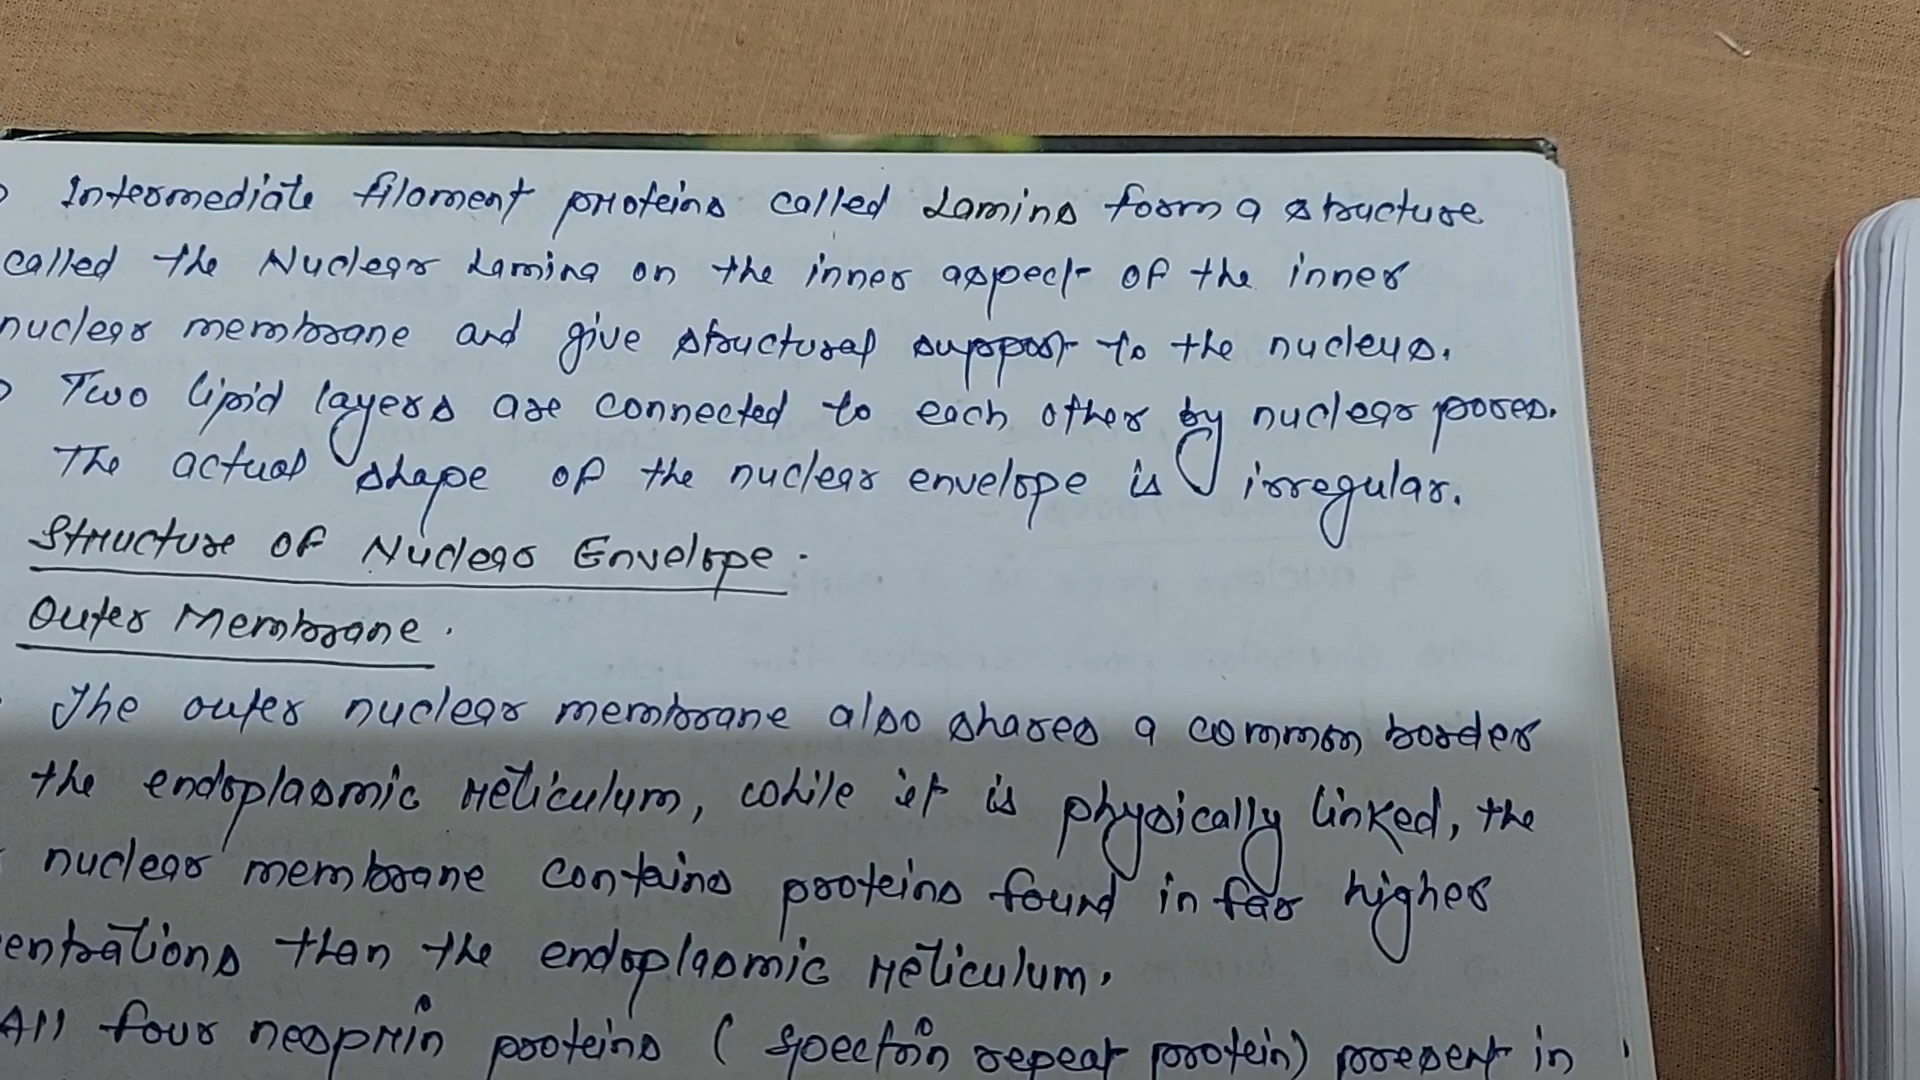 Intermediate filament proteins called Lamins form a structure
called the Nuclear Lamina on the inner aspect of the inner
nuclear membrane and give structural support to the nucleus.
Two lipid layers are connected to each other by nuclear pores.
The actual shape of the nuclear envelope is irregular.
Structure of Nuclear Envelope.
Outer Membrane.
The outer nuclear membrane also shares a common border
the endoplasmic reticulum, while it is physically linked, the
nuclear membrane contains proteins found in far higher
entrations than the endoplasmic reticulum.
All four nesprin proteins ( Spectrin repeat protein) present in